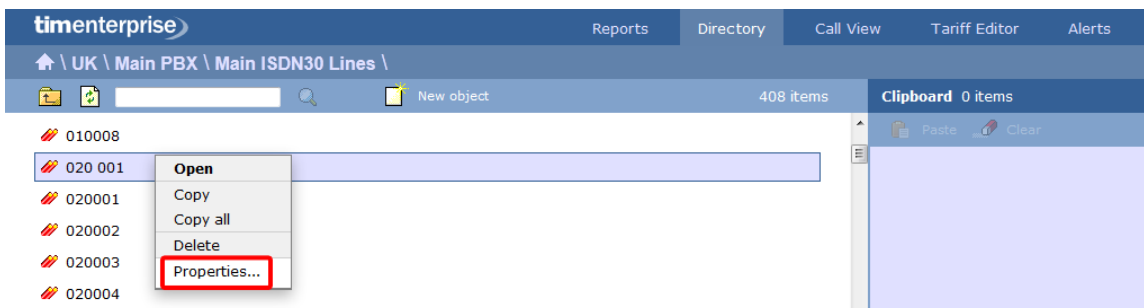 timenterprise
Reports Directory Call View Tariff Editor Alerts
\ UK \ Main PBX \ Main ISDN30 Lines \
New object 408 items Clipboard 0 items
Paste Clear
010008
020 001
Open
020001
Copy
Copy all
020002
Delete
020003
Properties...
020004